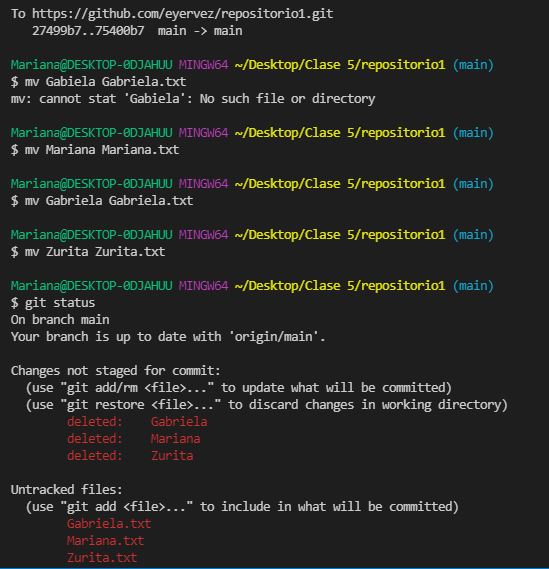 To https://github.com/eyervez/repositorio1.git
   27499b7..75400b7  main -> main

Mariana@DESKTOP-0DJAHUU MINGW64 ~/Desktop/Clase 5/repositorio1 (main)
$ mv Gabiela Gabriela.txt
mv: cannot stat 'Gabiela': No such file or directory

Mariana@DESKTOP-0DJAHUU MINGW64 ~/Desktop/Clase 5/repositorio1 (main)
$ mv Mariana Mariana.txt

Mariana@DESKTOP-0DJAHUU MINGW64 ~/Desktop/Clase 5/repositorio1 (main)
$ mv Gabriela Gabriela.txt

Mariana@DESKTOP-0DJAHUU MINGW64 ~/Desktop/Clase 5/repositorio1 (main)
$ mv Zurita Zurita.txt

Mariana@DESKTOP-0DJAHUU MINGW64 ~/Desktop/Clase 5/repositorio1 (main)
$ git status
On branch main
Your branch is up to date with 'origin/main'.

Changes not staged for commit:
  (use "git add/rm <file>..." to update what will be committed)
  (use "git restore <file>..." to discard changes in working directory)
        deleted:    Gabriela
        deleted:    Mariana
        deleted:    Zurita

Untracked files:
  (use "git add <file>..." to include in what will be committed)
        Gabriela.txt
        Mariana.txt
        Zurita.txt